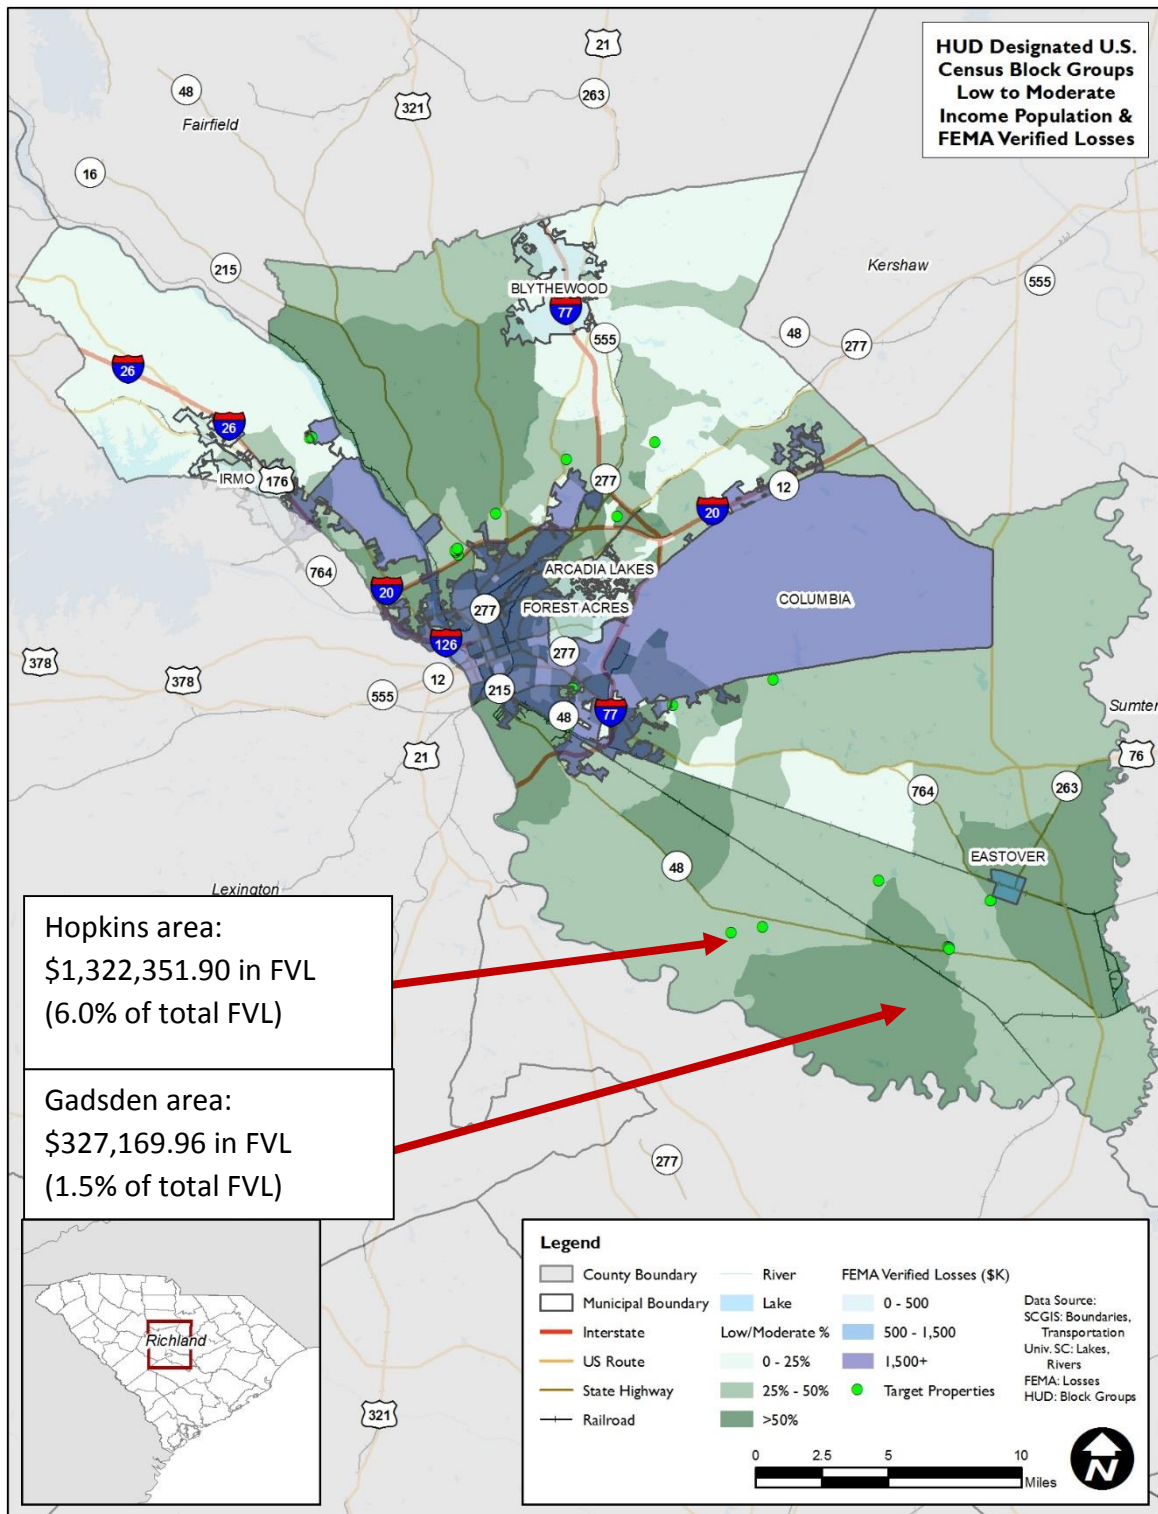 HUD Designated U.S.
Census Block Groups
Low to Moderate
Income Population &
FEMA Verified Losses
21
48
321
263
Fairfield
16
215
Kershaw
555
BLYTHEWOOD
77
555
48
277
26
26
IRMO
176
277
12
20
764
ARCADIA LAKES
20
277
FOREST ACRES
COLUMBIA
126
277
378
378
12
555
215
48
77
Sumter
21
76
764
263
EASTOVER
48
Lexington
Hopkins area:
$1,322,351.90 in FVL
(6.0% of total FVL)
Gadsden area:
$327,169.96 in FVL
(1.5% of total FVL)
277
321
Richland
Legend
County Boundary
Municipal Boundary
Interstate
US Route
State Highway
Railroad
River
Lake
Low/Moderate %
0 - 25%
25% - 50%
>50%
FEMA Verified Losses ($K)
0 - 500
500 - 1,500
1,500+
Target Properties
Data Source:
SCGIS: Boundaries,
Transportation
Univ. SC: Lakes,
Rivers
FEMA: Losses
HUD: Block Groups
0 2.5 5 10
Miles
N